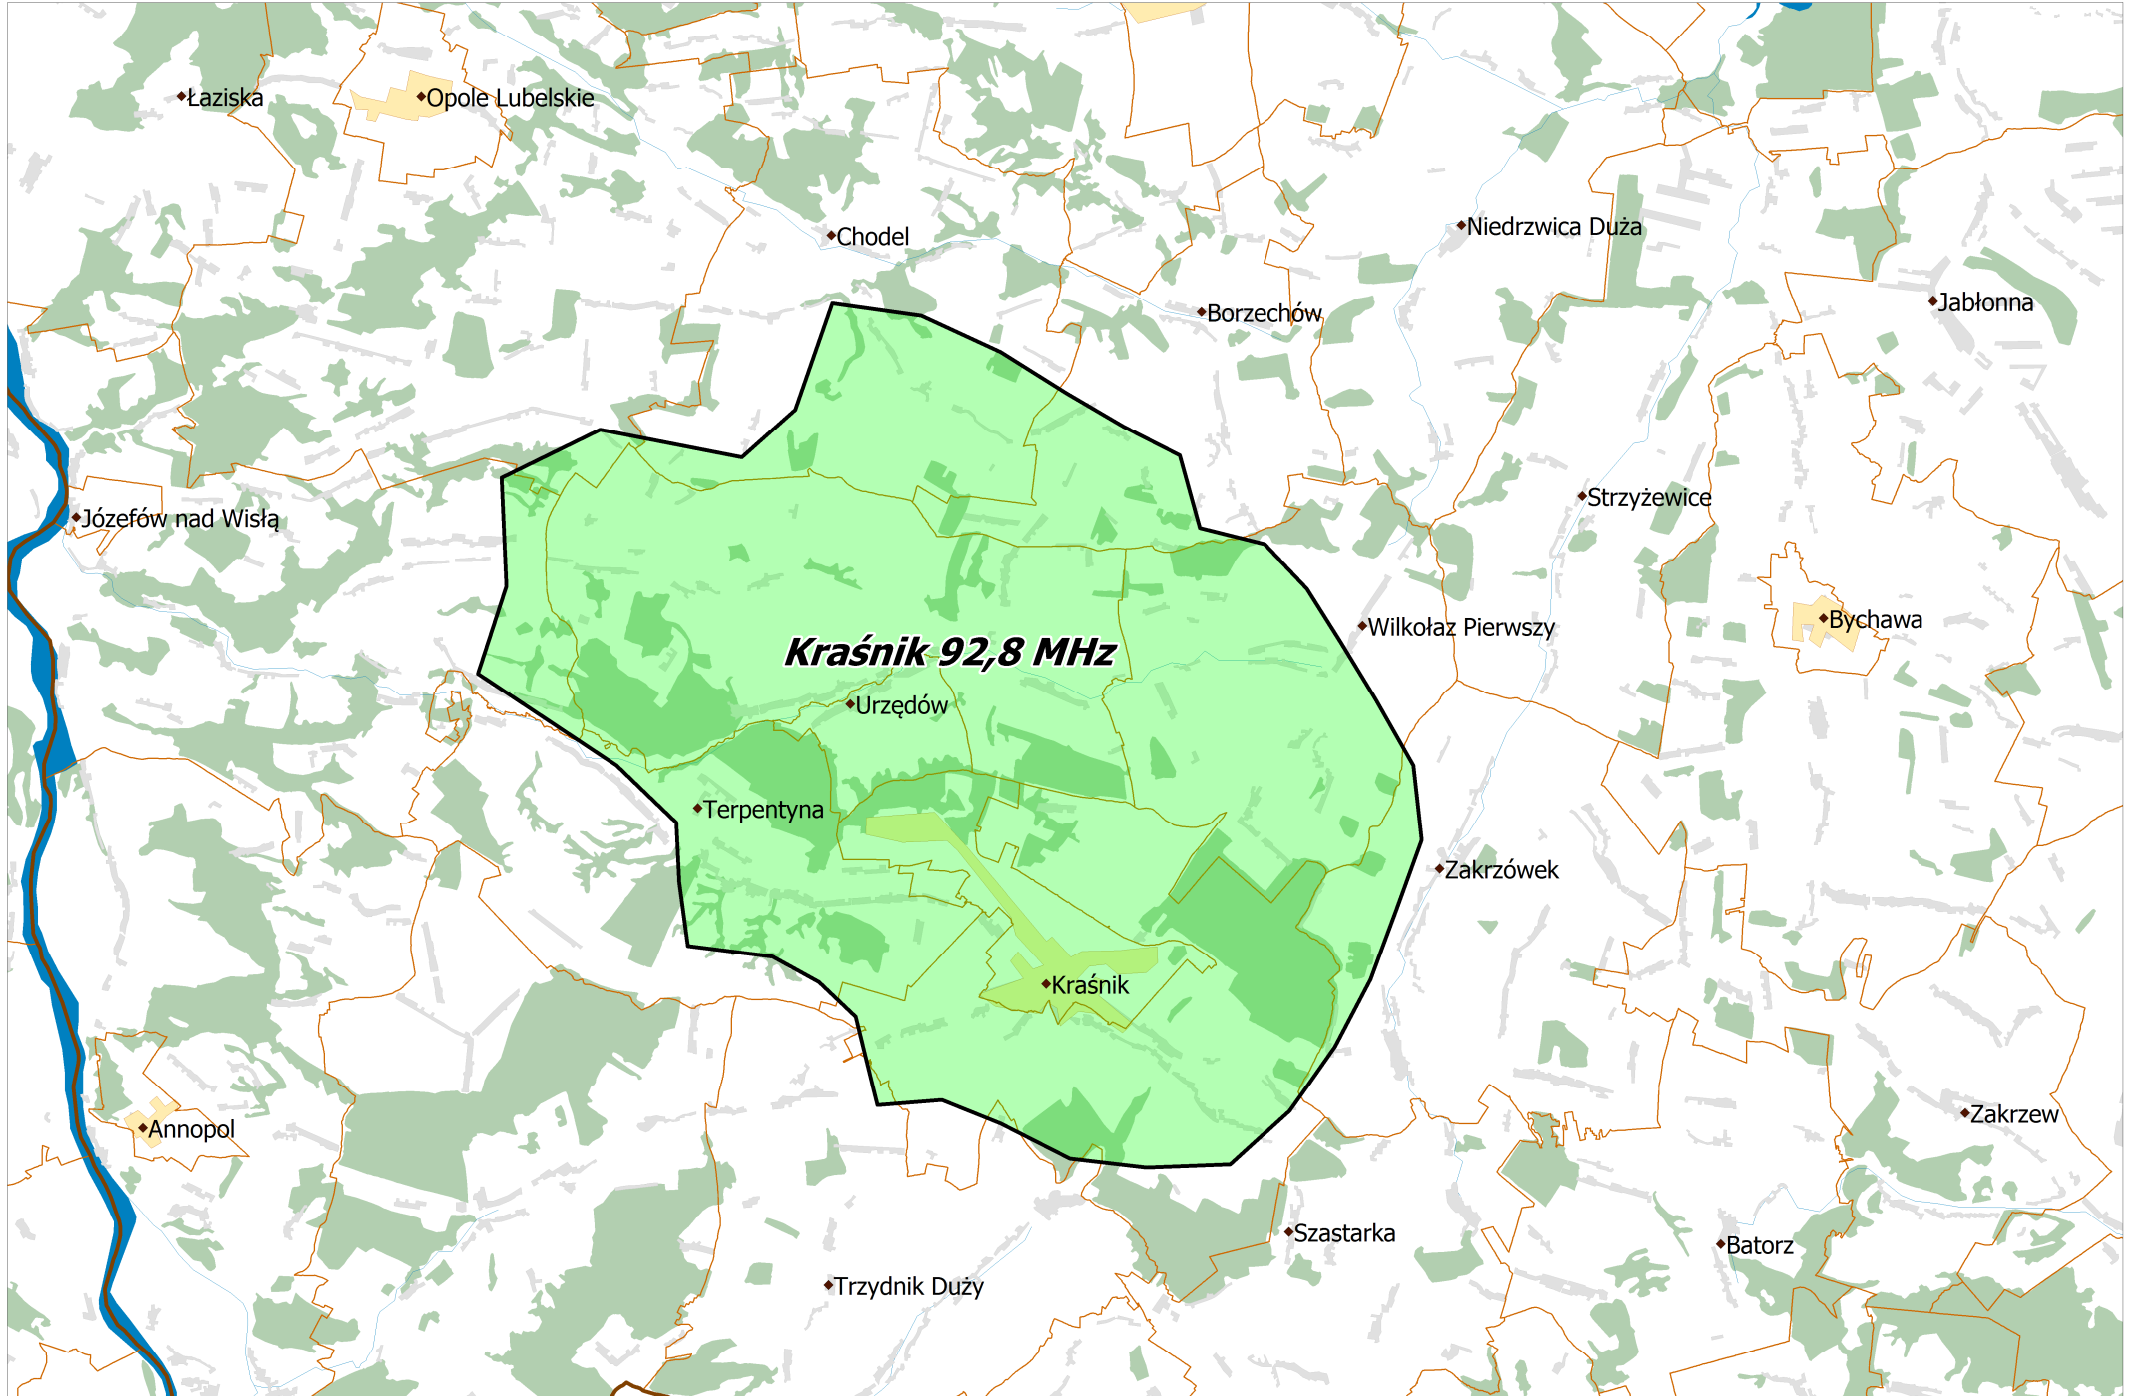 Łaziska
Opole Lubelskie
Chodel
Niedrzwica Duża
Borzechów
Jabłonna
Józefów nad Wisłą
Strzyżewice
Bychawa
Wilkołaz Pierwszy
Kraśnik 92,8 MHz
Urzędów
Terpentyna
Zakrzówek
Kraśnik
Annopol
Zakrzew
Szastarka
Batorz
Trzydnik Duży